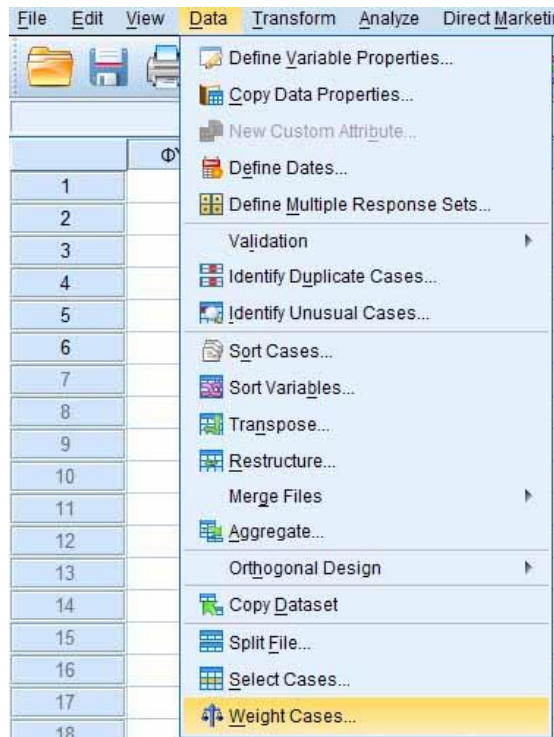 File Edit View Data Transform Analyze Direct Marketi
Define Variable Properties...
Copy Data Properties...
New Custom Attribute...
Define Dates...
Define Multiple Response Sets...
Validation
Identify Duplicate Cases...
Identify Unusual Cases...
Sort Cases...
Sort Variables...
Transpose...
Restructure...
Merge Files
Aggregate...
Orthogonal Design
Copy Dataset
Split File...
Select Cases...
Weight Cases...
1
2
3
4
5
6
7
8
9
10
11
12
13
14
15
16
17
18